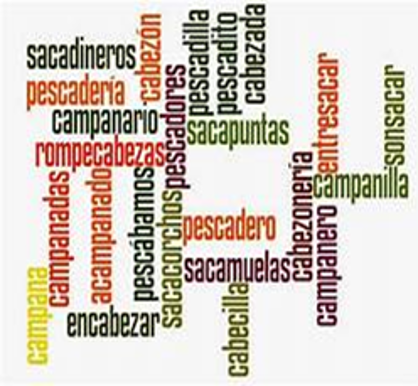 sacadineros
cabezón
pescadilla
pescadito
cabezada
pescadería
campanario
pescadores
sacapuntas
entresacar
sonsacar
rompecabezas
campanadas
acampanado
pescábamos
sacacorchos
cabezonería
campanilla
pescadero
campanero
sacamuelas
campana
encabezar
cabecilla